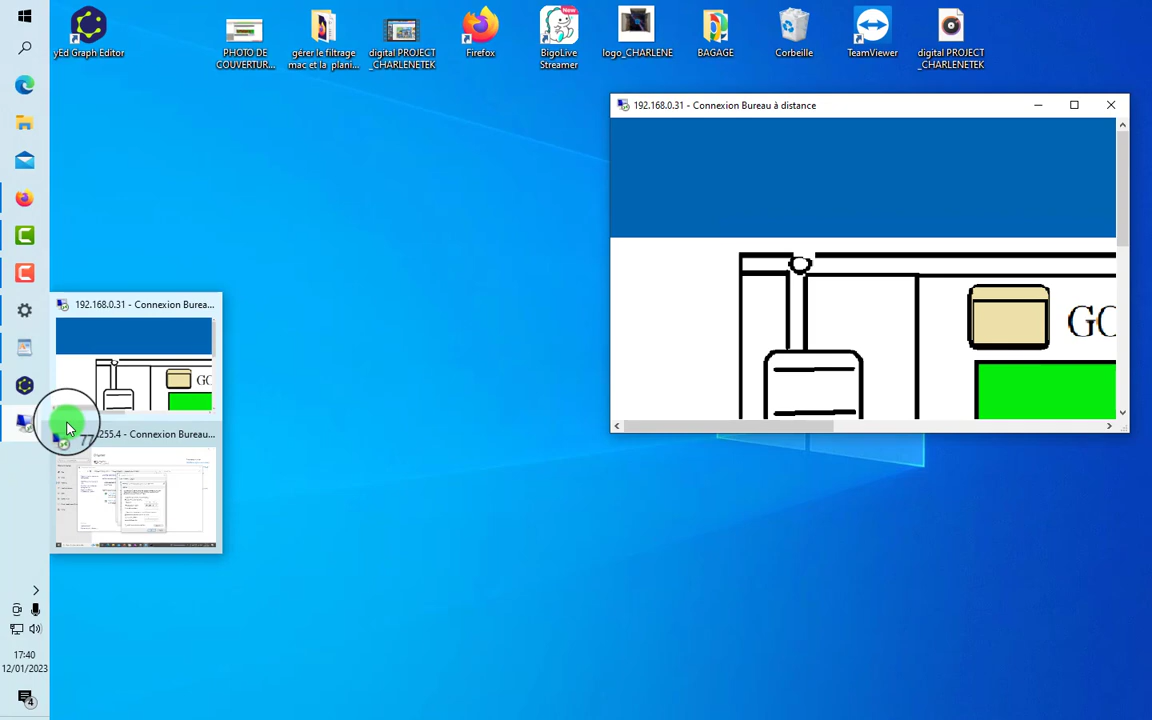 yEd Graph Editor
PHOTO DE
COUVERTUR...
gérer le filtrage
mac et la plani...
digital PROJECT
_CHARLENETEK
Firefox
New
BigoLive
Streamer
logo_CHARLENE
BAGAGE
Corbeille
TeamViewer
digital PROJECT
_CHARLENETEK
192.168.0.31 - Connexion Bureau à distance
192.168.0.31 - Connexion Burea...
255.4 - Connexion Bureau...
17:40
12/01/2023
4